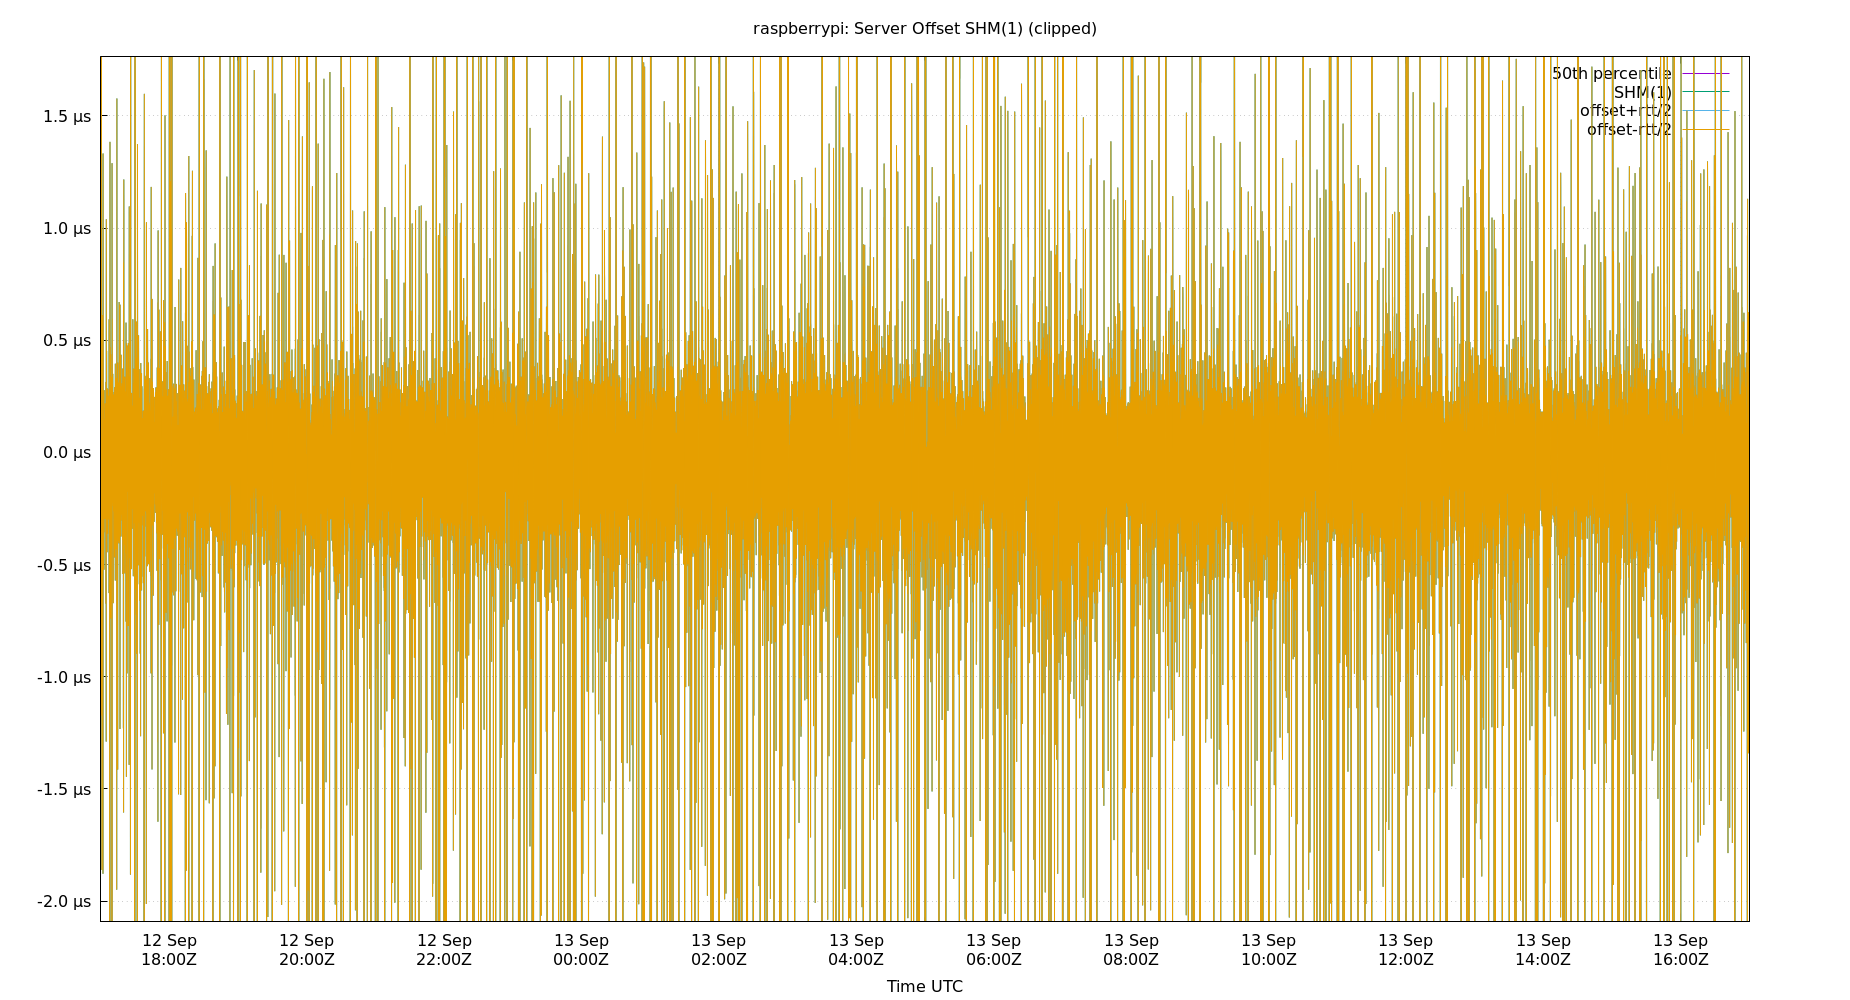 raspberrypi: Server Offset SHM(1) (clipped)
50th percentile
SHM(1)
offset+rtt/2
offset-rtt/2
1.5 µs
1.0 µs
0.5 µs
0.0 µs
-0.5 µs
-1.0 µs
-1.5 µs
-2.0 µs
12 Sep 12 Sep 12 Sep 13 Sep 13 Sep 13 Sep 13 Sep 13 Sep 13 Sep 13 Sep 13 Sep 13 Sep
18:00Z 20:00Z 22:00Z 00:00Z 02:00Z 04:00Z 06:00Z 08:00Z 10:00Z 12:00Z 14:00Z 16:00Z
Time UTC